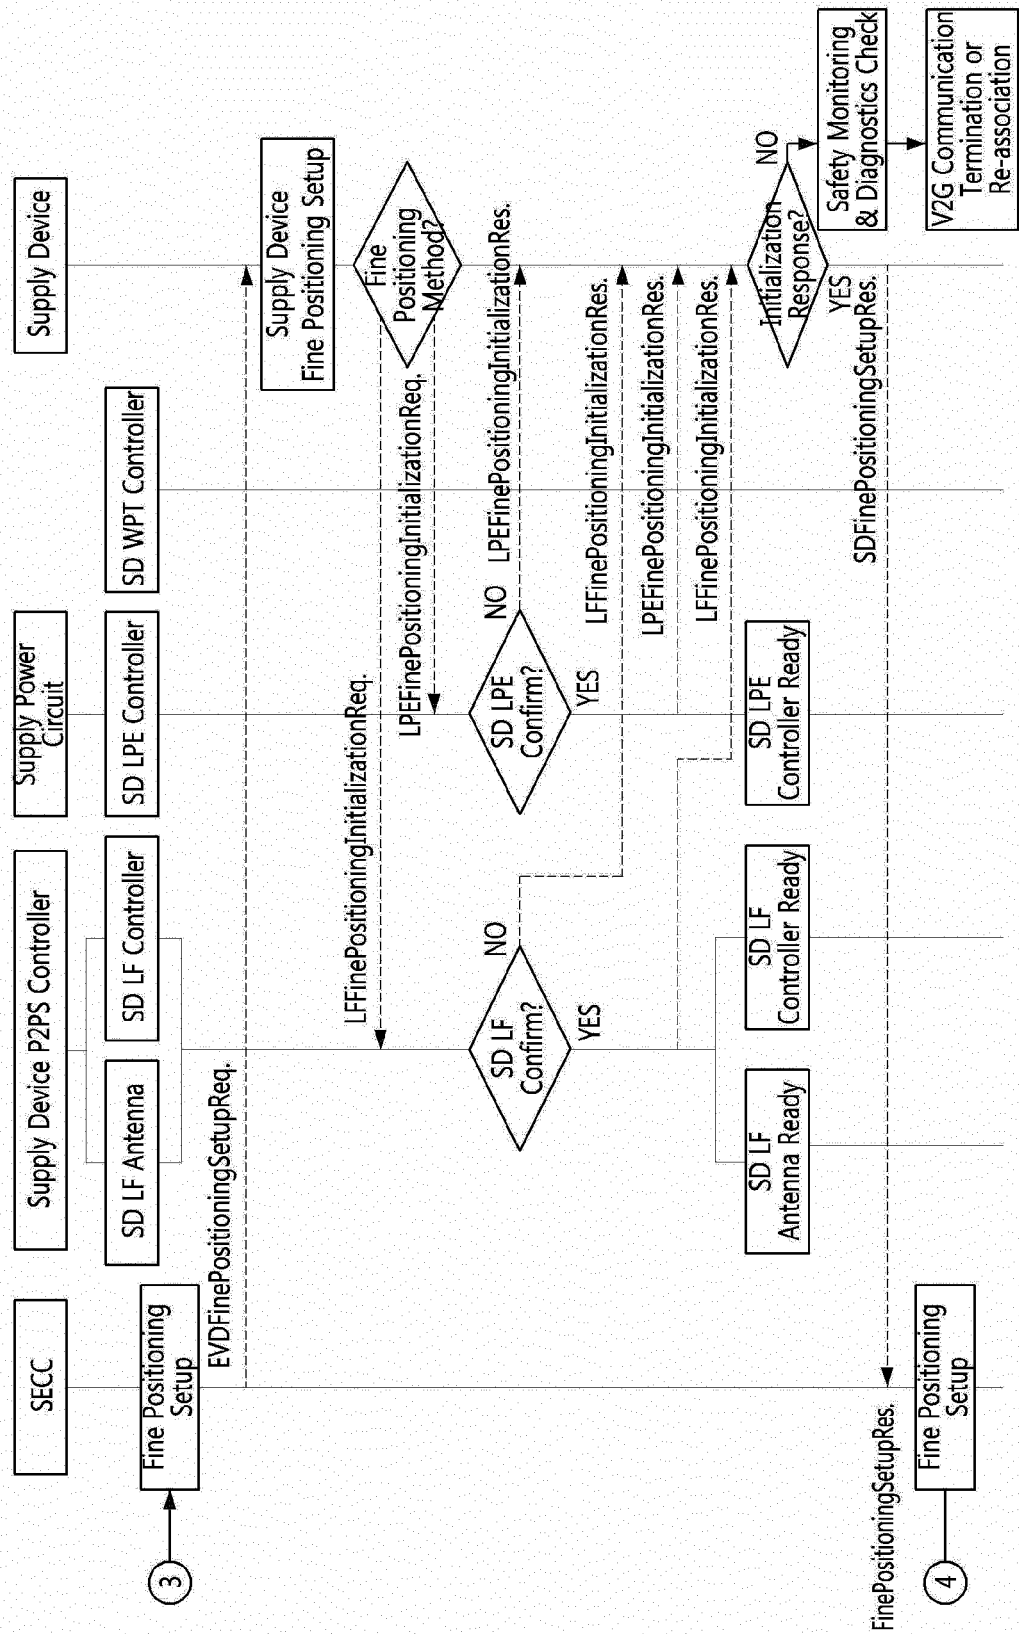 SECC
Supply Device P2PS Controller
Supply Power
Circuit
Supply Device
SD LF Antenna
SD LF Controller
SD LPE Controller
SD WPT Controller
3
Fine Positioning
Setup
EVDFinePositioningSetupReq.
Supply Device
Fine Positioning Setup
Fine
Positioning
Method?
LFFinePositioningInitializationReq.
LPEFinePositioningInitializationReq.
SD LF
Confirm?
NO
YES
SD LPE
Confirm?
NO
YES
LPEFinePositioningInitializationRes.
LFFinePositioningInitializationRes.
LPEFinePositioningInitializationRes.
LFFinePositioningInitializationRes.
SD LF
Antenna Ready
SD LF
Controller Ready
SD LPE
Controller Ready
Initialization
Response?
NO
YES
Safety Monitoring
& Diagnostics Check
V2G Communication
Termination or
Re-association
SDFinePositioningSetupRes.
FinePositioningSetupRes.
4
Fine Positioning
Setup